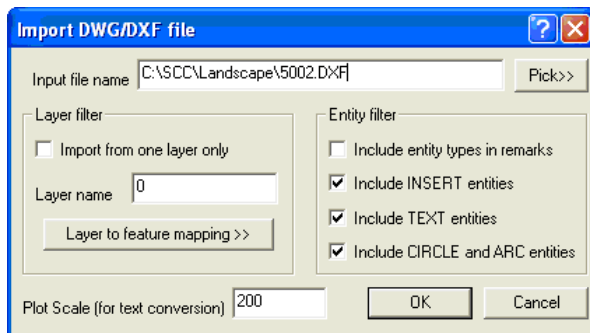 Import DWG/DXF file
Input file name C:\SCC\Landscape\5002.DXF Pick>>
Layer filter
Import from one layer only
Layer name 0
Layer to feature mapping >>
Entity filter
Include entity types in remarks
Include INSERT entities
Include TEXT entities
Include CIRCLE and ARC entities
Plot Scale (for text conversion) 200 OK Cancel